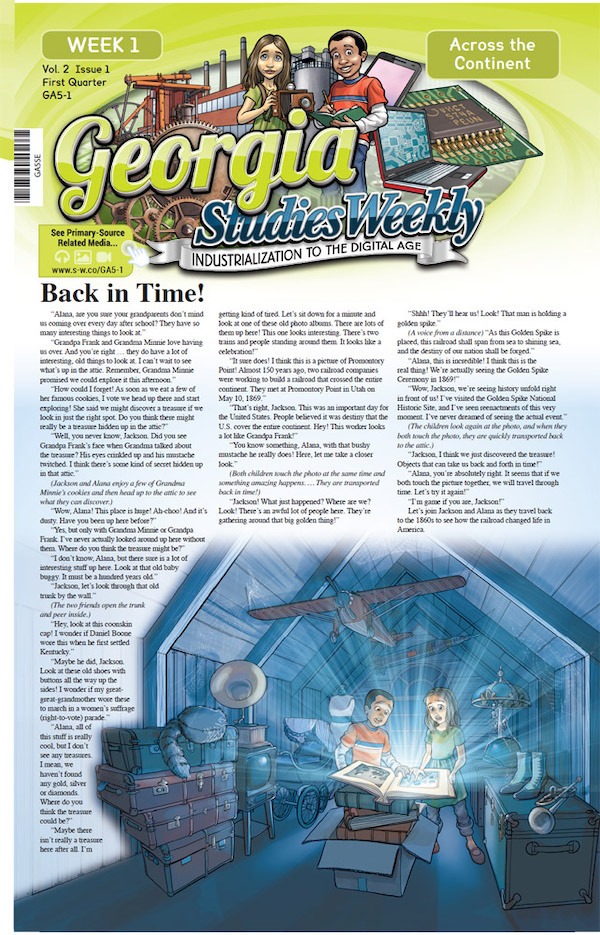 WEEK 1
Vol. 2 Issue 1
First Quarter
GA5-1
Across the
Continent
GA5SE
Georgia
Studies Weekly
INDUSTRIALIZATION TO THE DIGITAL AGE
See Primary-Source
Related Media...
www.s-w.co/GA5-1
Back in Time!
“Alana, are you sure your grandparents don’t mind
us coming over every day after school? They have so
many interesting things to look at.”
“Grandpa Frank and Grandma Minnie love having
us over. And you’re right . . . they do have a lot of
interesting, old things to look at. I can’t wait to see
what’s up in the attic. Remember, Grandma Minnie
promised we could explore it this afternoon.”
“How could I forget! As soon as we eat a few of
her famous cookies, I vote we head up there and start
exploring! She said we might discover a treasure if we
look in just the right spot. Do you think there might
really be a treasure hidden up in the attic?”
“Well, you never know, Jackson. Did you see
Grandpa Frank’s face when Grandma talked about
the treasure? His eyes crinkled up and his mustache
twitched. I think there’s some kind of secret hidden up
in that attic.”
(Jackson and Alana enjoy a few of Grandma
Minnie’s cookies and then head up to the attic to see
what they can discover.)
“Wow, Alana! This place is huge! Ah-choo! And it’s
dusty. Have you been up here before?”
“Yes, but only with Grandma Minnie or Grandpa
Frank. I’ve never actually looked around up here without
them. Where do you think the treasure might be?”
“I don’t know, Alana, but there sure is a lot of
interesting stuff up here. Look at that old baby
buggy. It must be a hundred years old.”
“Jackson, let’s look through that old
trunk by the wall.”
(The two friends open the trunk
and peer inside.)
“Hey, look at this coonskin
cap! I wonder if Daniel Boone
wore this when he first settled
Kentucky.”
“Maybe he did, Jackson.
Look at these old shoes with
buttons all the way up the
sides! I wonder if my great-
great-grandmother wore these
to march in a women’s suffrage
(right-to-vote) parade.”
“Alana, all of
this stuff is really
cool, but I don’t
see any treasures.
I mean, we
haven’t found
any gold, silver
or diamonds.
Where do you
think the treasure
could be?”
“Maybe there
isn’t really a treasure
here after all. I’m
getting kind of tired. Let’s sit down for a minute and
look at one of these old photo albums. There are lots of
them up here! This one looks interesting. There’s two
trains and people standing around them. It looks like a
celebration!”
“It sure does! I think this is a picture of Promontory
Point! Almost 150 years ago, two railroad companies
were working to build a railroad that crossed the entire
continent. They met at Promontory Point in Utah on
May 10, 1869.”
“That’s right, Jackson. This was an important day for
the United States. People believed it was destiny that the
U.S. cover the entire continent. Hey! This worker looks
a lot like Grandpa Frank!”
“You know something, Alana, with that bushy
mustache he really does! Here, let me take a closer
look.”
(Both children touch the photo at the same time and
something amazing happens. . . . They are transported
back in time!)
“Jackson! What just happened? Where are we?
Look! There’s an awful lot of people here. They’re
gathering around that big golden thing!”
“Shhh! They’ll hear us! Look! That man is holding a
golden spike.”
(A voice from a distance) “As this Golden Spike is
placed, this railroad shall span from sea to shining sea,
and the destiny of our nation shall be forged.”
“Alana, this is incredible! I think this is the
real thing! We’re actually seeing the Golden Spike
Ceremony in 1869!”
“Wow, Jackson, we’re seeing history unfold right
in front of us! I’ve visited the Golden Spike National
Historic Site, and I’ve seen reenactments of this very
moment. I’ve never dreamed of seeing the actual event.”
(The children look again at the photo, and when they
both touch the photo, they are quickly transported back
to the attic.)
“Jackson, I think we just discovered the treasure!
Objects that can take us back and forth in time!”
“Alana, you’re absolutely right. It seems that if we
both touch the picture together, we will travel through
time. Let’s try it again!”
“I’m game if you are, Jackson!”
Let’s join Jackson and Alana as they travel back
to the 1860s to see how the railroad changed life in
America.